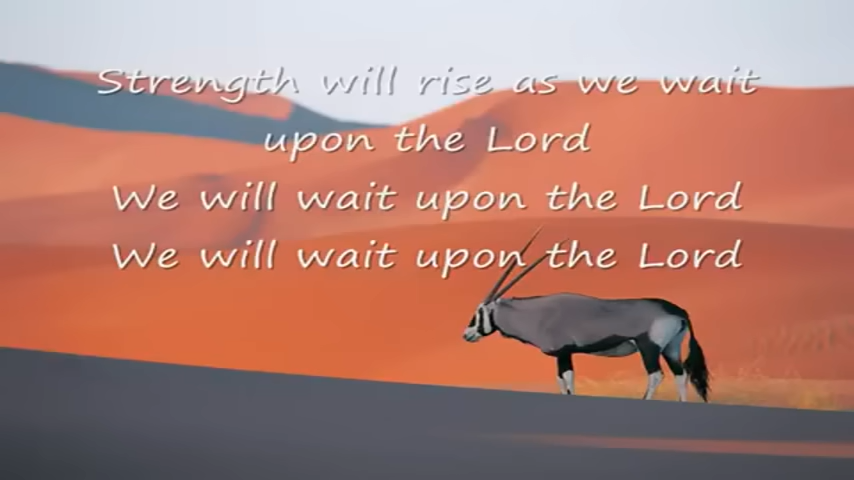 Strength will rise as we wait
upon the Lord
We will wait upon the Lord
We will wait upon the Lord